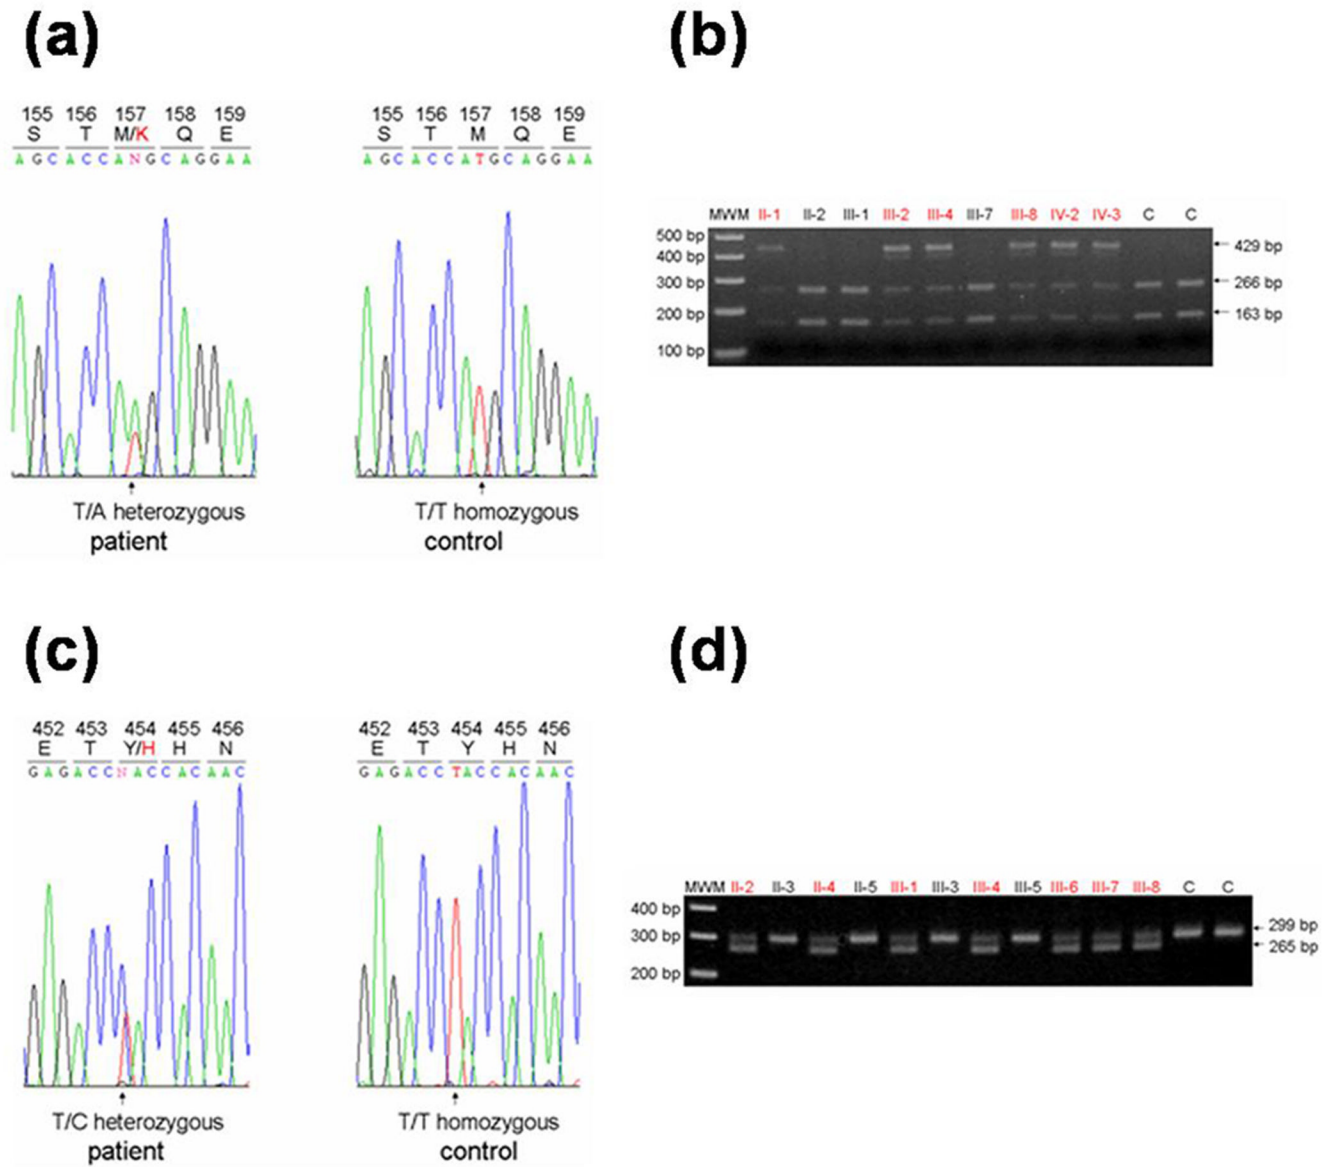 (a)
155 156 157 158 159
S T M/K Q E
A G C A C C A N G C A G G A A
T/A heterozygous
patient
155 156 157 158 159
S T M Q E
A G C A C C A T G C A G G A A
T/T homozygous
control
(b)
MWM II-1 II-2 III-1 III-2 III-4 III-7 III-8 IV-2 IV-3 C C
500 bp
400 bp
300 bp
200 bp
100 bp
429 bp
266 bp
163 bp
(c)
452 453 454 455 456
E T Y/H H N
G A G A C C N A C C A C A A C
T/C heterozygous
patient
452 453 454 455 456
E T Y H N
G A G A C C T A C C A C A A C
T/T homozygous
control
(d)
MWM II-2 II-3 II-4 II-5 III-1 III-3 III-4 III-5 III-6 III-7 III-8 C C
400 bp
300 bp
200 bp
299 bp
265 bp